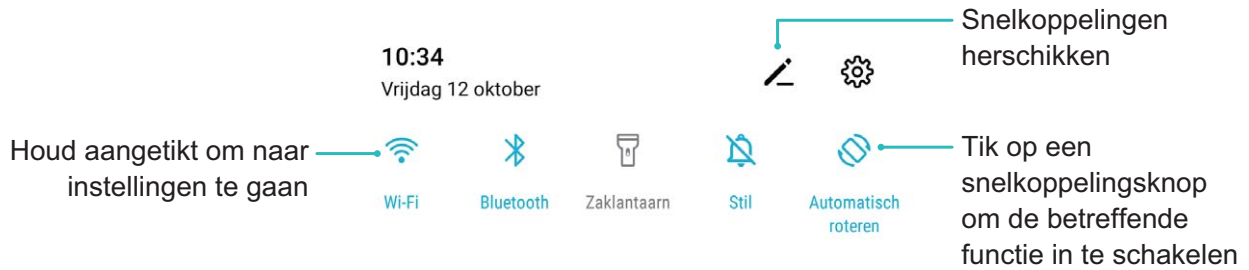 Snelkoppelingen
herschikken
10:34
Vrijdag 12 oktober
Houd aangetikt om naar
instellingen te gaan
Wi-Fi
Bluetooth
Zaklantaarn
Stil
Automatisch
roteren
Tik op een
snelkoppelingsknop
om de betreffende
functie in te schakelen